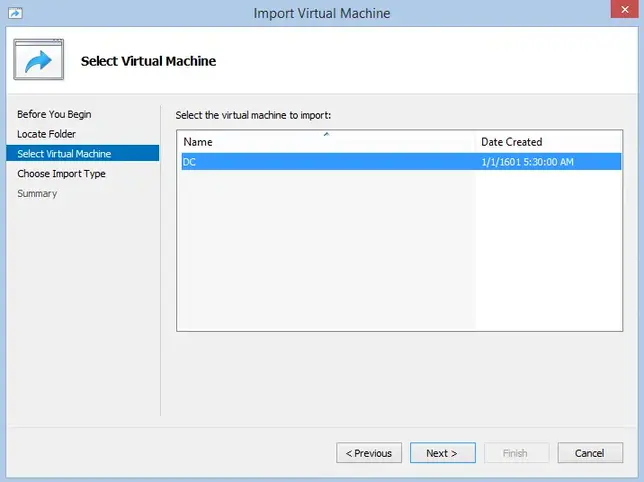 Import Virtual Machine
Select Virtual Machine
Before You Begin
Locate Folder
Select Virtual Machine
Choose Import Type
Summary
Select the virtual machine to import:
Name Date Created
DC 1/1/1601 5:30:00 AM
< Previous Next > Finish Cancel